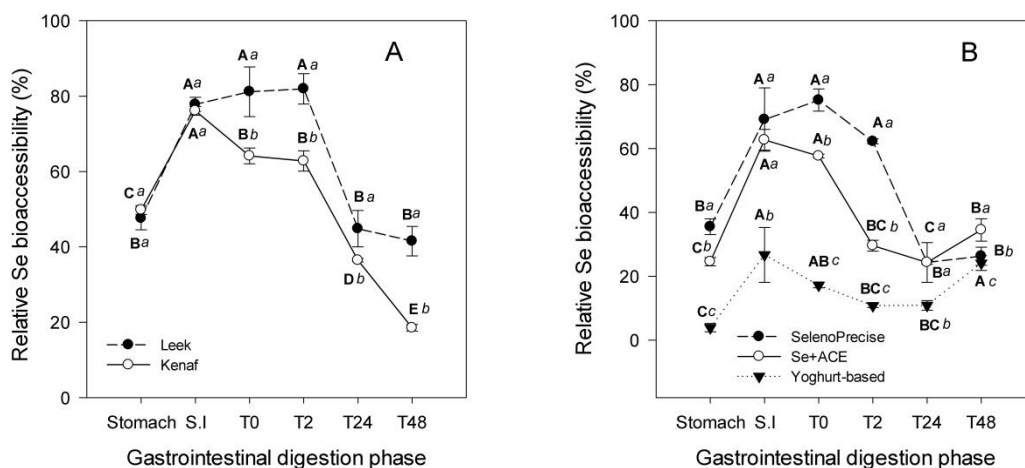 A
Relative Se bioaccessibility (%)
100
80
60
40
20
0
A a
A a
A a
A a
B b
B b
C a
B a
B a
D b
B a
E b
Leek
Kenaf
Stomach S.I T0 T2 T24 T48
Gastrointestinal digestion phase
B
Relative Se bioaccessibility (%)
100
80
60
40
20
0
A a
A a
A a
A a
A b
B a
C b
A b
BC b
C a
B a
B a
B b
AB c
BC c
BC b
A c
C c
SelenoPrecise
Se+ACE
Yoghurt-based
Stomach S.I T0 T2 T24 T48
Gastrointestinal digestion phase